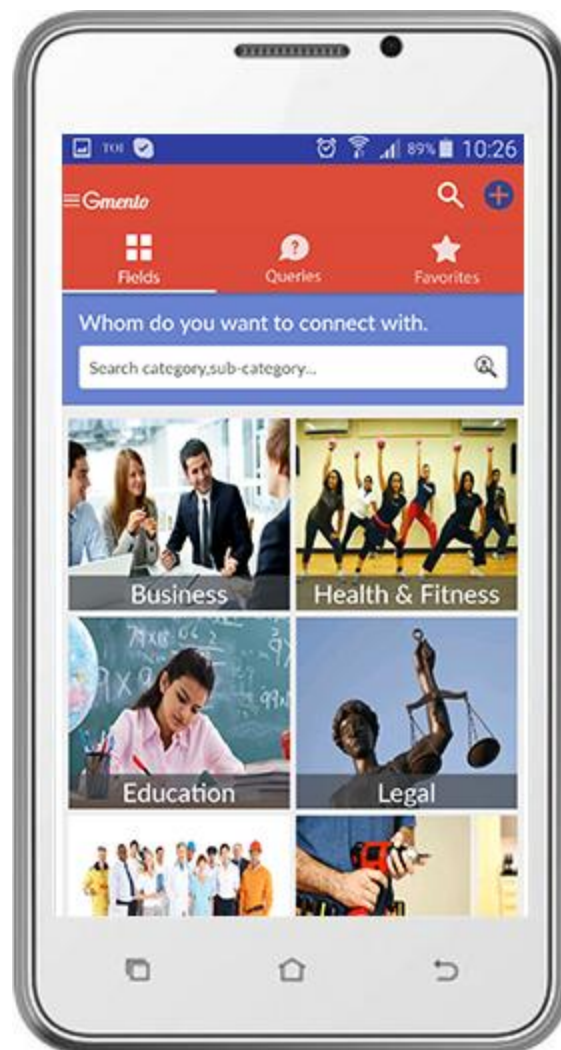 TOI 89% 10:26
Gmento
Fields Queries Favorites
Whom do you want to connect with.
Search category,sub-category...
Business Health & Fitness
Education Legal